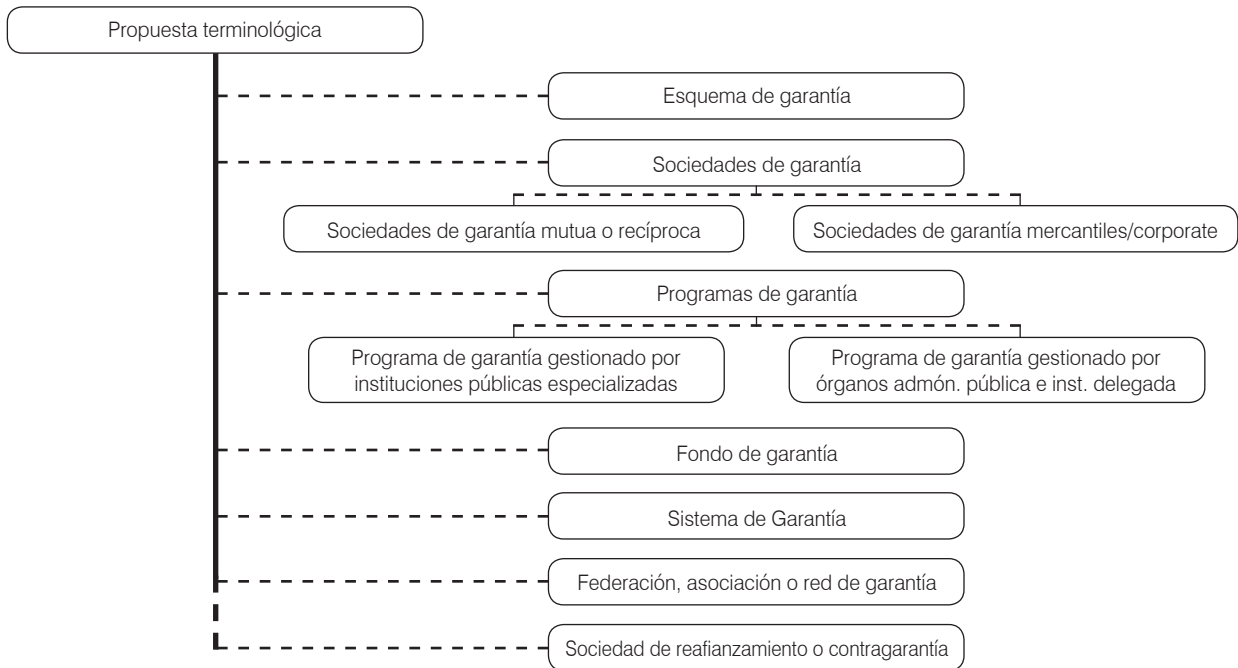 Propuesta terminológica
Esquema de garantía
Sociedades de garantía
Sociedades de garantía mutua o recíproca
Sociedades de garantía mercantiles/corporate
Programas de garantía
Programa de garantía gestionado por
instituciones públicas especializadas
Programa de garantía gestionado por
órganos admón. pública e inst. delegada
Fondo de garantía
Sistema de Garantía
Federación, asociación o red de garantía
Sociedad de reafianzamiento o contragarantía